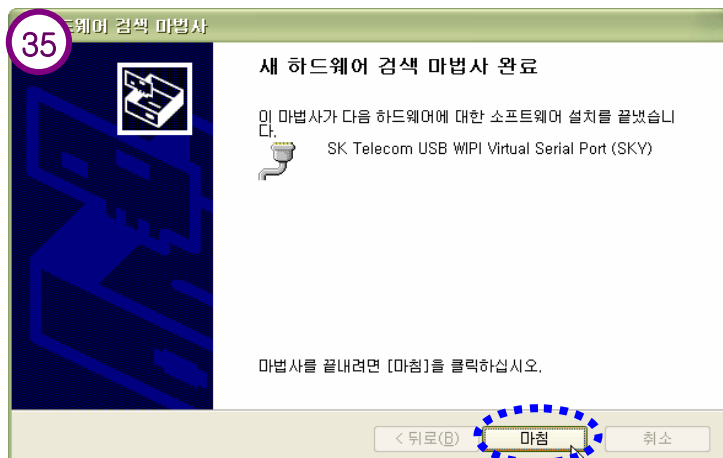 35
드웨어 검색 마법사
새 하드웨어 검색 마법사 완료
이 마법사가 다음 하드웨어에 대한 소프트웨어 설치를 끝냈습니
다.
SK Telecom USB WIPI Virtual Serial Port (SKY)
마법사를 끝내려면 [마침]을 클릭하십시오.
< 뒤로(B) 마침 취소